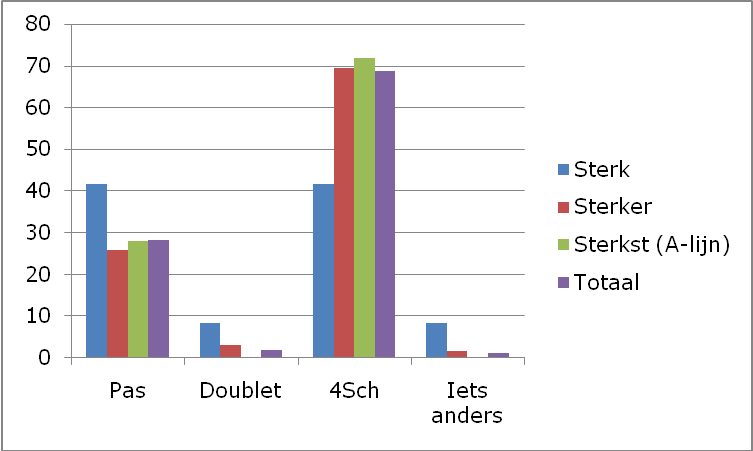 80
70
60
50
40
30
20
10
0
Pas
Doublet
4Sch
Iets
anders
Sterk
Sterker
Sterkst (A-lijn)
Totaal